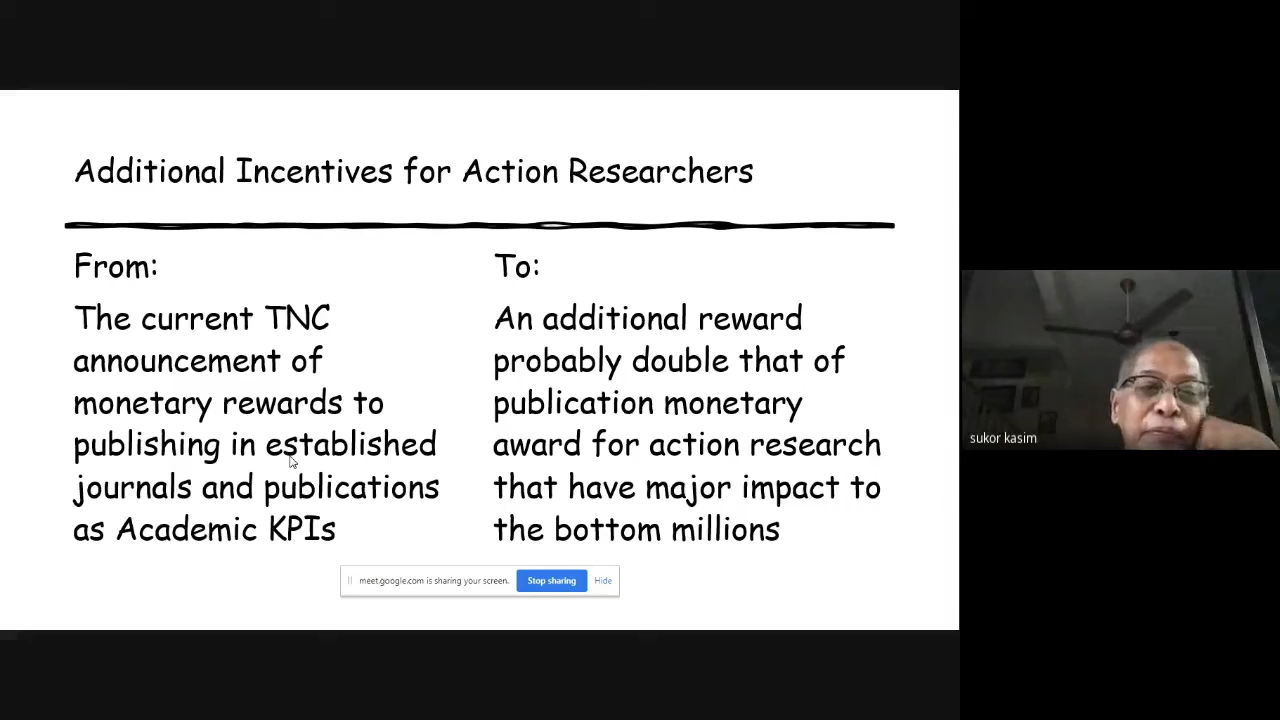 Additional Incentives for Action Researchers
From:
The current TNC
announcement of
monetary rewards to
publishing in established
journals and publications
as Academic KPIs
To:
An additional reward
probably double that of
publication monetary
award for action research
that have major impact to
the bottom millions
meet.google.com is sharing your screen.
Stop sharing
Hide
sukor kasim